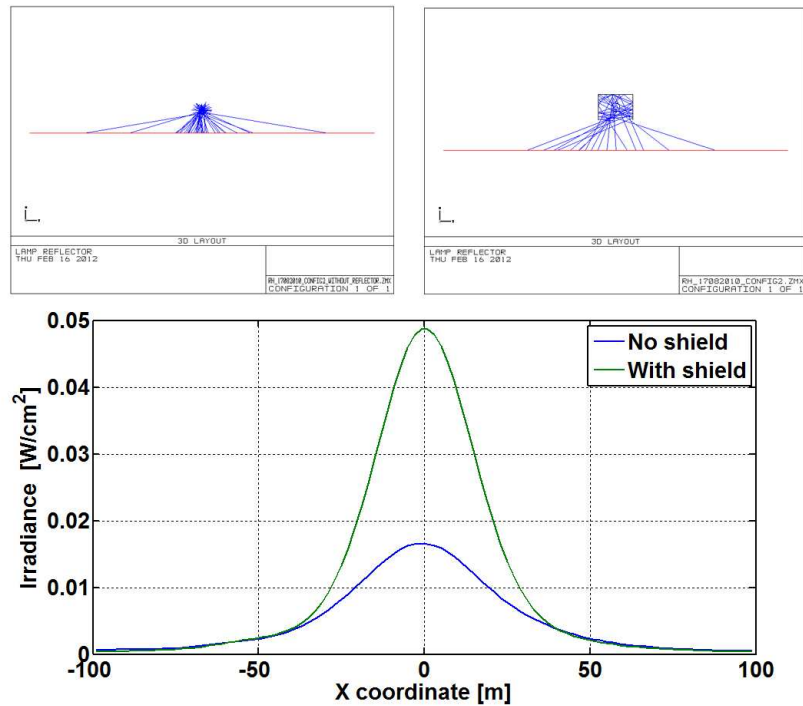 3D LAYOUT
LAMP REFLECTOR
THU FEB 16 2012
RH_17082010_CONFIG2_WITHOUT_REFLECTOR.ZMX
CONFIGURATION 1 OF 1
3D LAYOUT
LAMP REFLECTOR
THU FEB 16 2012
RH_17082010_CONFIG2.ZMX
CONFIGURATION 1 OF 1
0.05
0.04
0.03
0.02
0.01
0
Irradiance [W/cm2]
No shield
With shield
-100
-50
0
50
100
X coordinate [m]